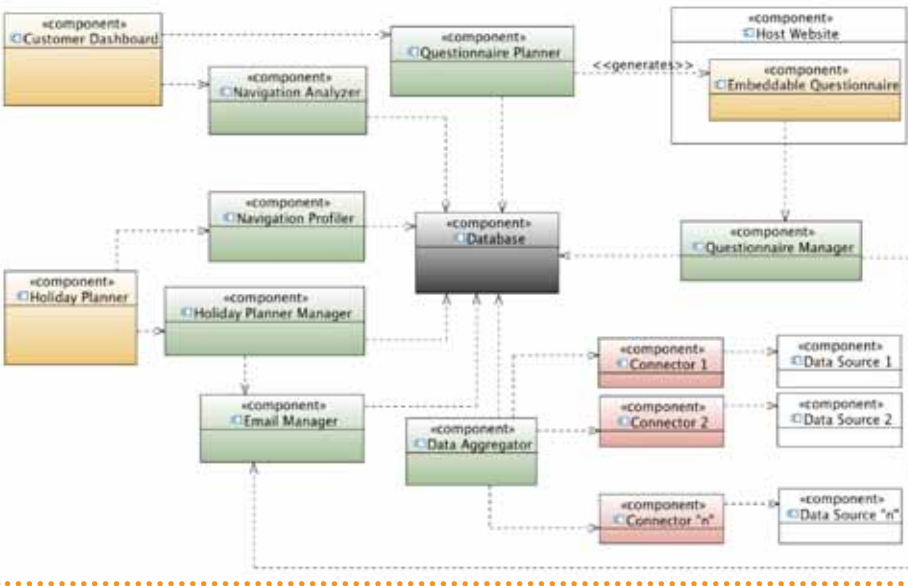 «component»
Customer Dashboard
«component»
Questionnaire Planner
«component»
Host Website
<<generates>>
«component»
Embeddable Questionnaire
«component»
Navigation Analyzer
«component»
Navigation Profiler
«component»
Database
«component»
Questionnaire Manager
«component»
Holiday Planner
«component»
Holiday Planner Manager
«component»
Connector 1
«component»
Data Source 1
«component»
Email Manager
«component»
Data Aggregator
«component»
Connector 2
«component»
Data Source 2
«component»
Connector "n"
«component»
Data Source "n"